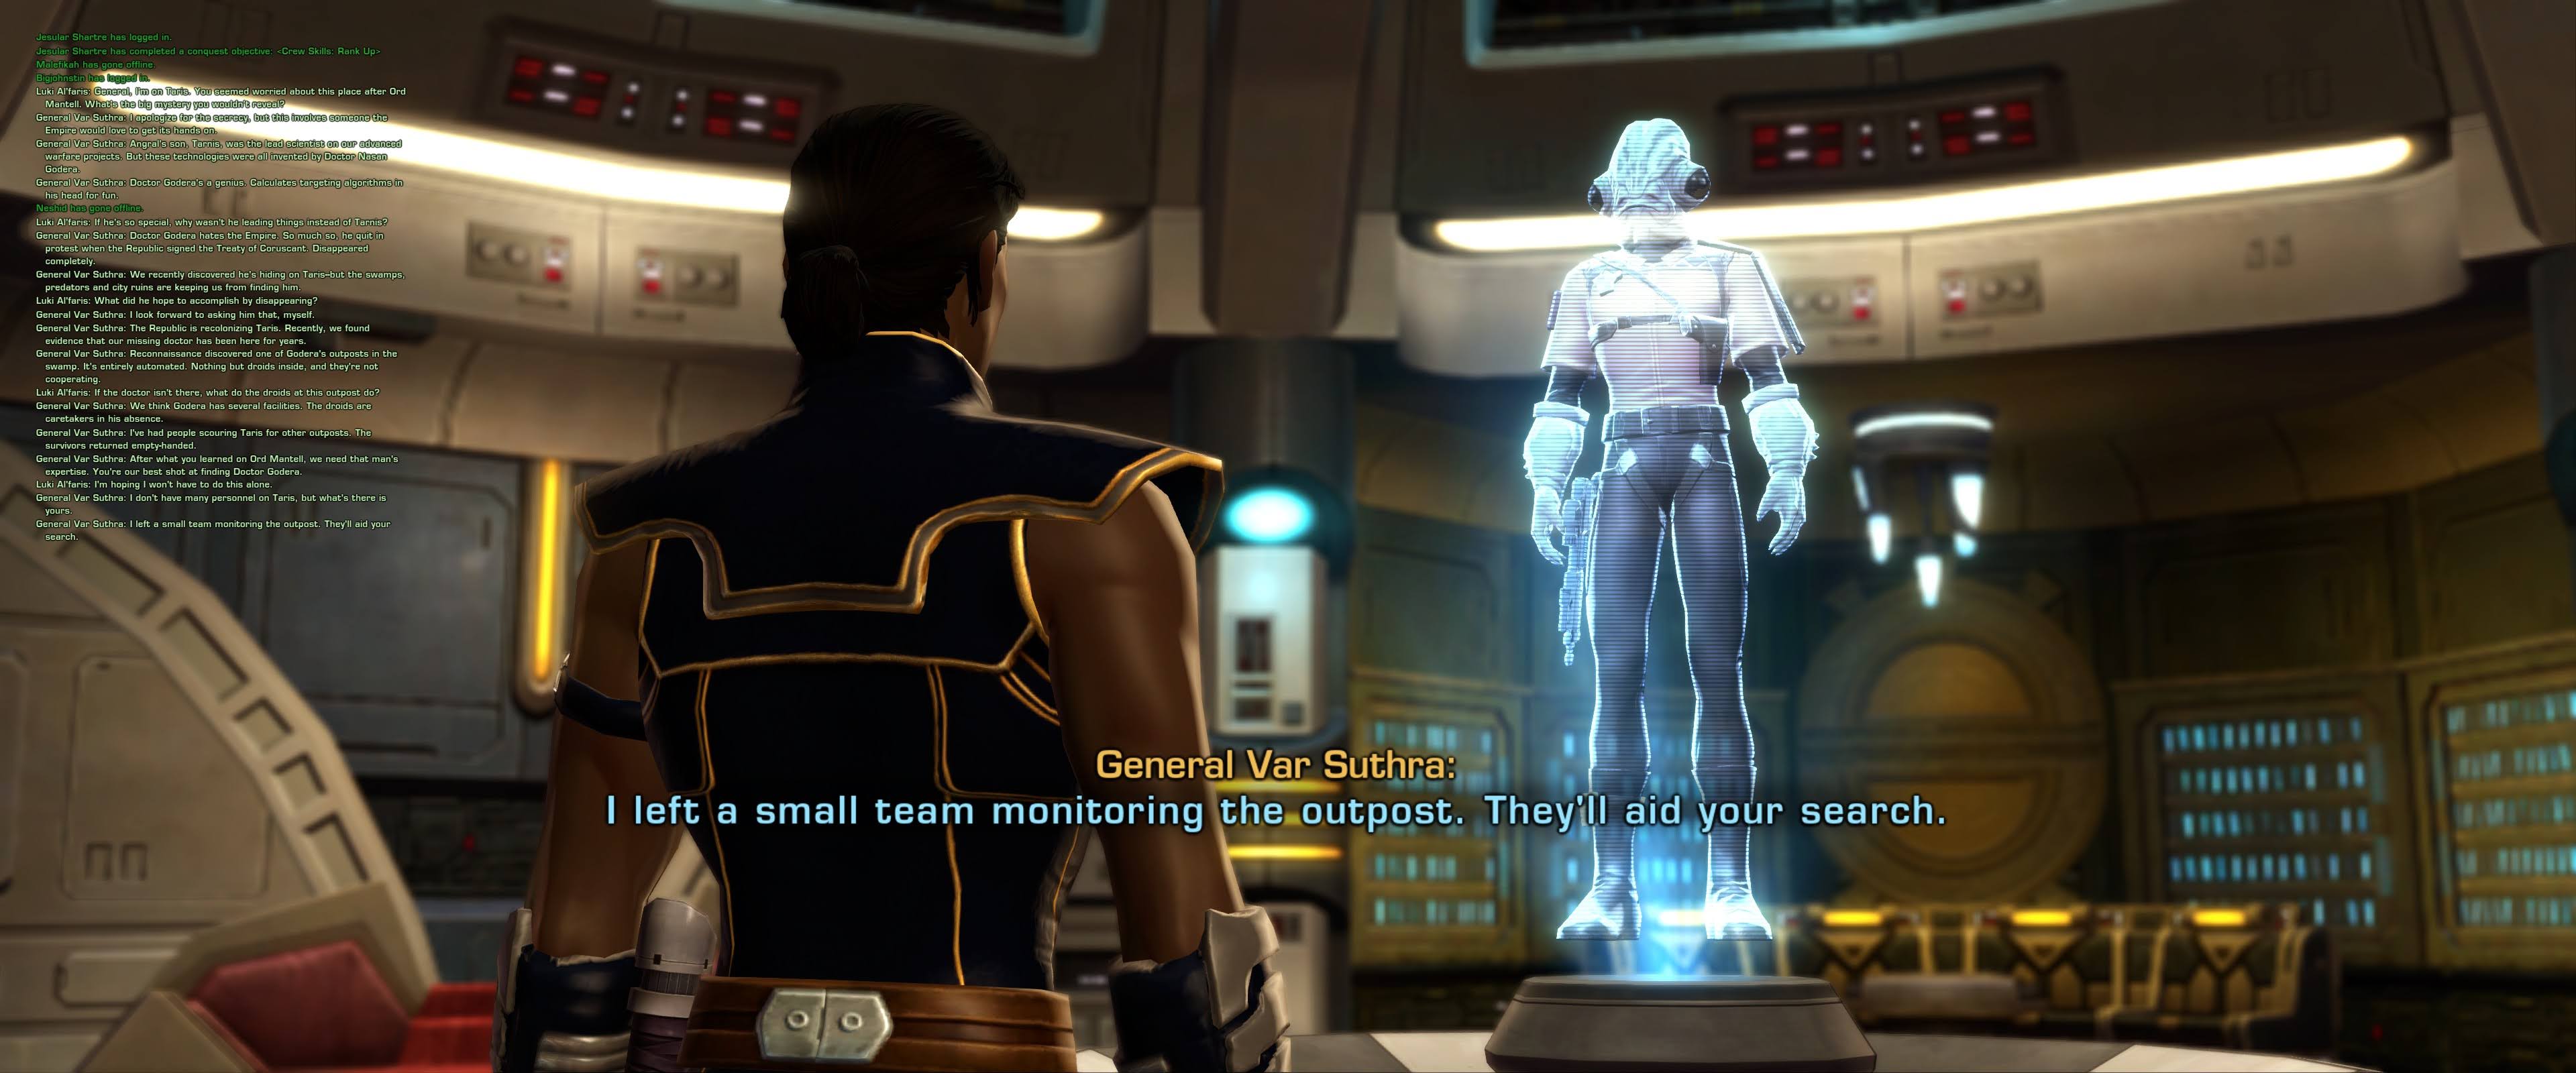 Jesular Shartre has logged in.
Jesular Shartre has completed a conquest objective: <Crew Skills: Rank Up>
Malefikah has gone offline.
Bigjohnstin has logged in.
Luki Al'faris: General, I'm on Taris. You seemed worried about this place after Ord
Mantell. What's the big mystery you wouldn't reveal?
General Var Suthra: I apologize for the secrecy, but this involves someone the
Empire would love to get its hands on.
General Var Suthra: Angral's son, Tarnis, was the lead scientist on our advanced
warfare projects. But these technologies were all invented by Doctor Nasan
Godera.
General Var Suthra: Doctor Godera's a genius. Calculates targeting algorithms in
his head for fun.
Neshid has gone offline.
Luki Al'faris: If he's so special, why wasn't he leading things instead of Tarnis?
General Var Suthra: Doctor Godera hates the Empire. So much so, he quit in
protest when the Republic signed the Treaty of Coruscant. Disappeared
completely.
General Var Suthra: We recently discovered he's hiding on Taris–but the swamps,
predators and city ruins are keeping us from finding him.
Luki Al'faris: What did he hope to accomplish by disappearing?
General Var Suthra: I look forward to asking him that, myself.
General Var Suthra: The Republic is recolonizing Taris. Recently, we found
evidence that our missing doctor has been here for years.
General Var Suthra: Reconnaissance discovered one of Godera's outposts in the
swamp. It's entirely automated. Nothing but droids inside, and they're not
cooperating.
Luki Al'faris: If the doctor isn't there, what do the droids at this outpost do?
General Var Suthra: We think Godera has several facilities. The droids are
caretakers in his absence.
General Var Suthra: I've had people scouring Taris for other outposts. The
survivors returned empty-handed.
General Var Suthra: After what you learned on Ord Mantell, we need that man's
expertise. You're our best shot at finding Doctor Godera.
Luki Al'faris: I'm hoping I won't have to do this alone.
General Var Suthra: I don't have many personnel on Taris, but what's there is
yours.
General Var Suthra: I left a small team monitoring the outpost. They'll aid your
search.
General Var Suthra:
I left a small team monitoring the outpost. They'll aid your search.